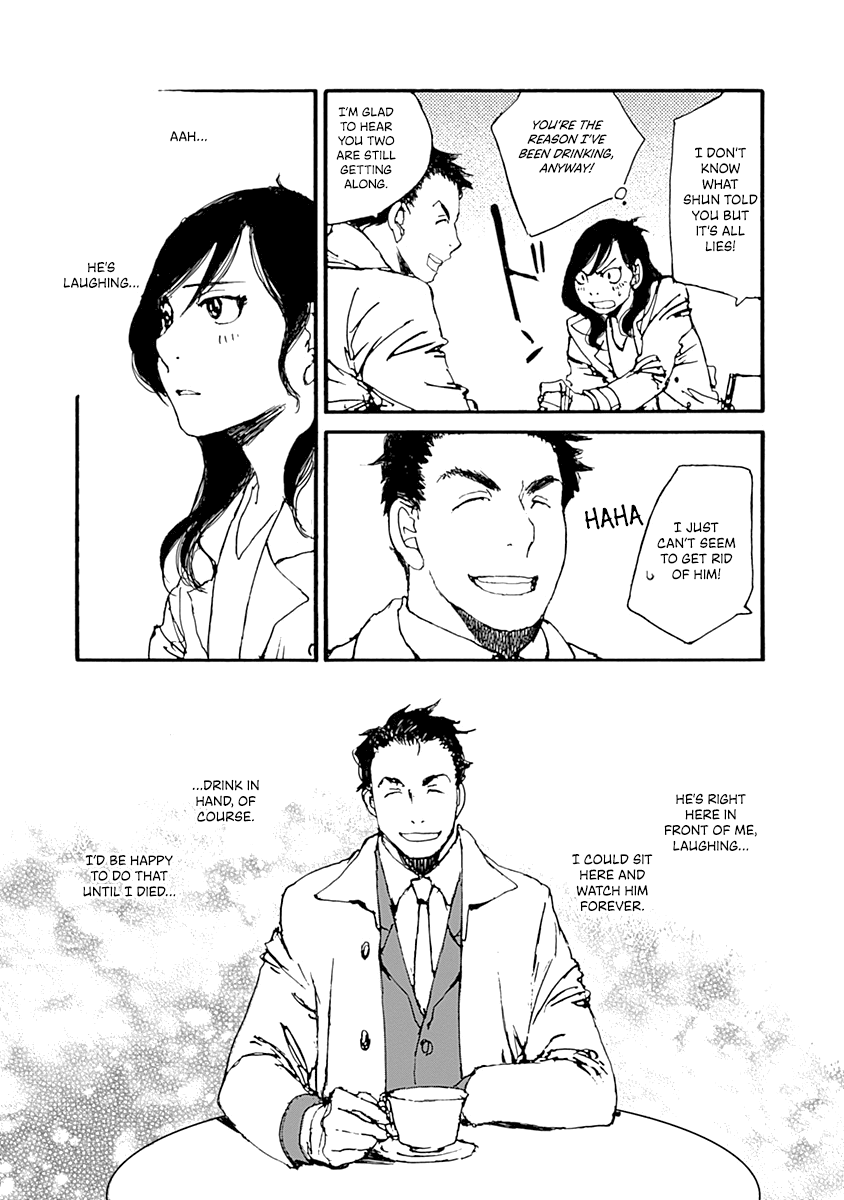 I DON'T
KNOW
WHAT
SHUN TOLD
YOU BUT
IT'S ALL
LIES!
YOU'RE THE
REASON I'VE
BEEN DRINKING,
ANYWAY!
I'M GLAD
TO HEAR
YOU TWO
ARE STILL
GETTING
ALONG.
ドン
I JUST
CAN'T SEEM
TO GET RID
OF HIM!
HAHA
AAH...
HE'S
LAUGHING...
HE'S RIGHT
HERE IN
FRONT OF ME,
LAUGHING...
I COULD SIT
HERE AND
WATCH HIM
FOREVER.
...DRINK IN
HAND, OF
COURSE.
I'D BE HAPPY
TO DO THAT
UNTIL I DIED...